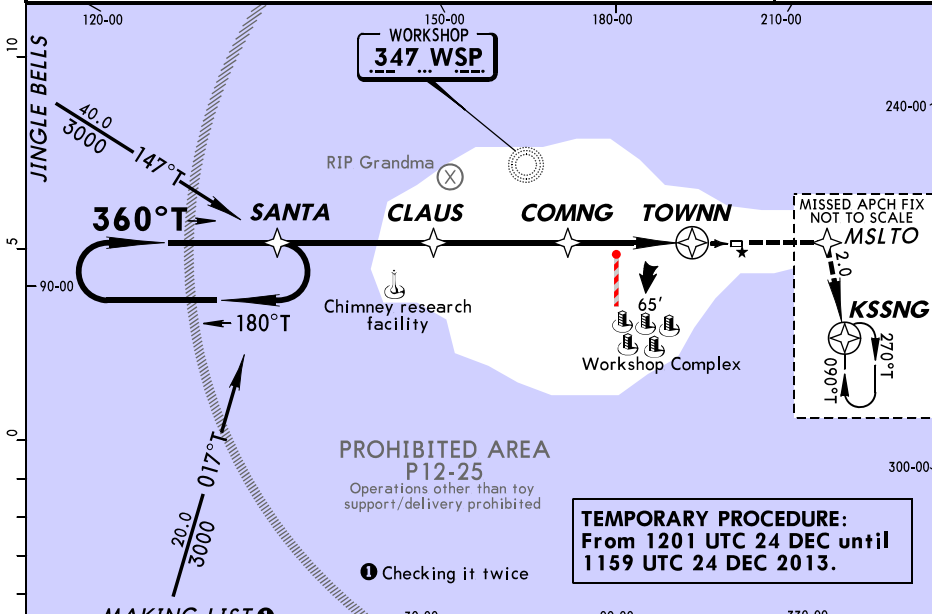 120-00
150-00
180-00
210-00
10
JINGLE BELLS
WORKSHOP
347 WSP
240-00
40.0
3000
147°T
RIP Grandma
360°T
SANTA
CLAUS
COMNG
TOWNN
MISSED APCH FIX
NOT TO SCALE
MSLTO
5
2.0
90-00
180°T
Chimney research
facility
65'
Workshop Complex
KSSNG
270°T
090°T
0
017°T
20.0
3000
PROHIBITED AREA
P12-25
Operations other than toy
support/delivery prohibited
300-00
TEMPORARY PROCEDURE:
From 1201 UTC 24 DEC until
1159 UTC 24 DEC 2013.
1 Checking it twice
MAKING LIST 1